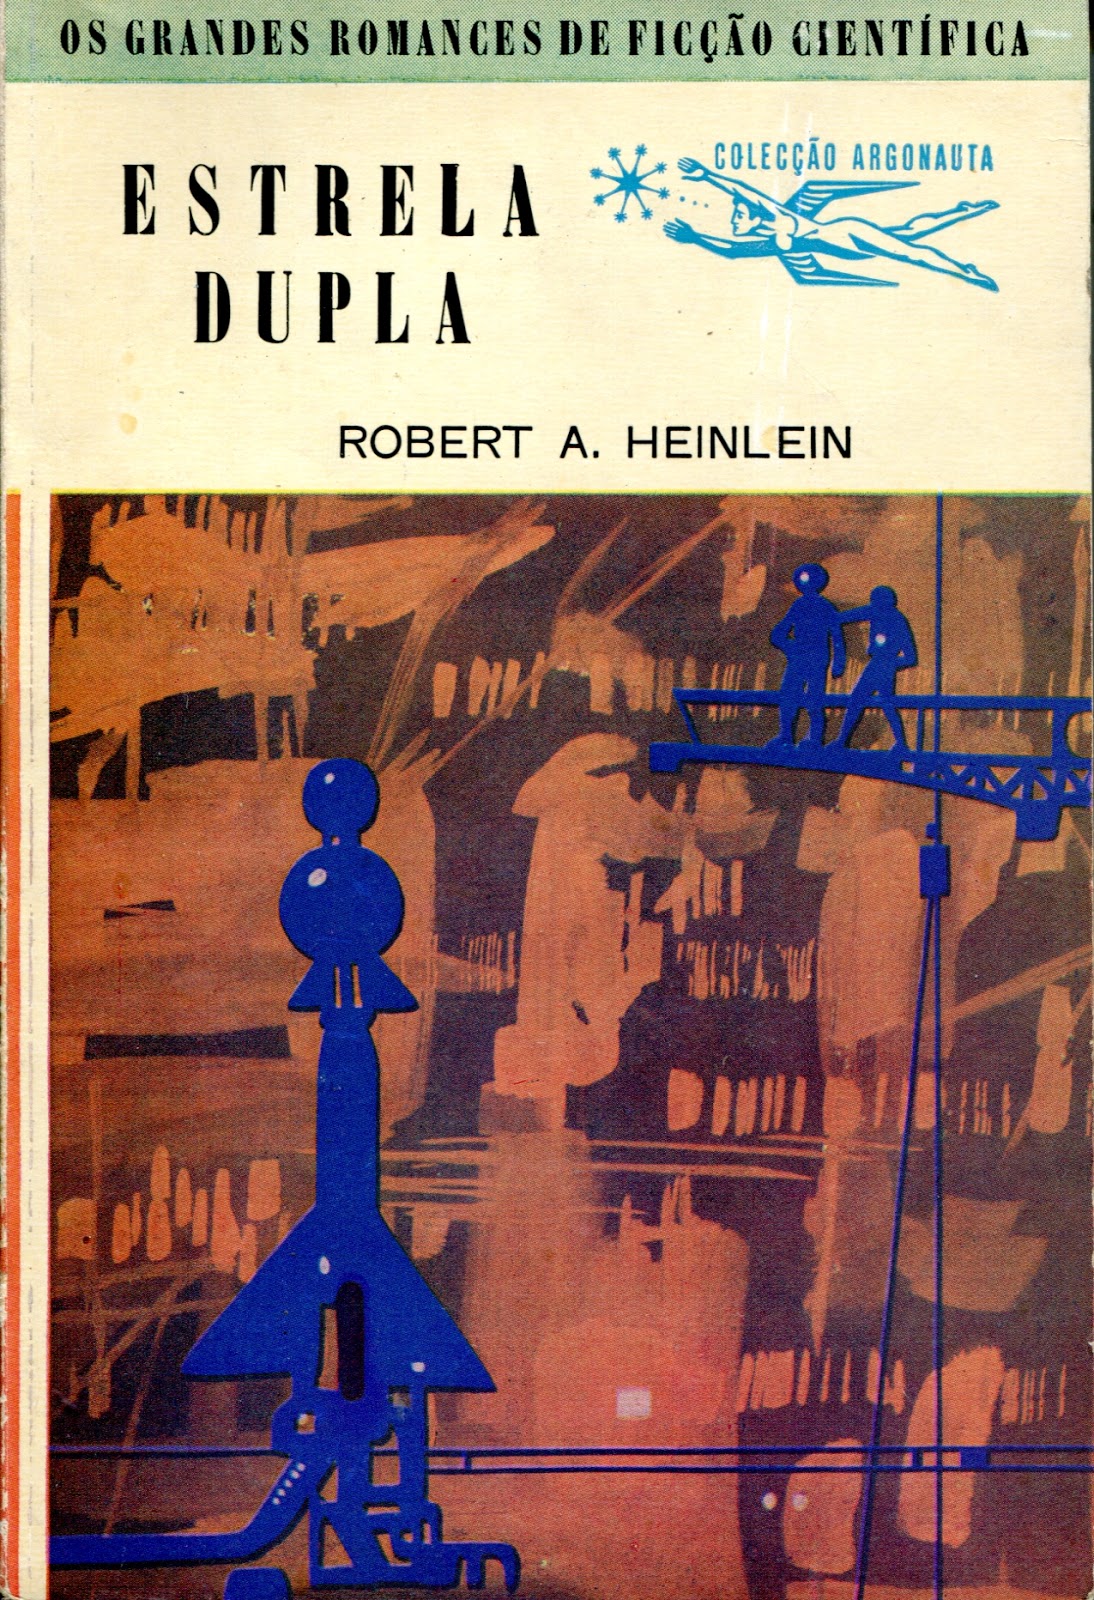 OS GRANDES ROMANCES DE FICÇÃO CIENTÍFICA
COLECÇÃO ARGONAUTA
ESTRELA
DUPLA
ROBERT A. HEINLEIN